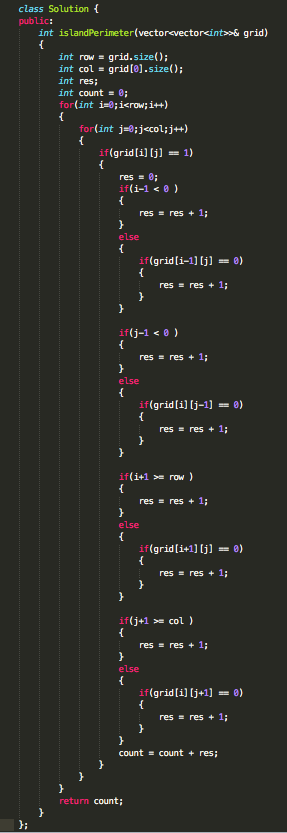 class Solution {
public:
    int islandPerimeter(vector<vector<int>>& grid)
    {
        int row = grid.size();
        int col = grid[0].size();
        int res;
        int count = 0;
        for(int i=0;i<row;i++)
        {
            for(int j=0;j<col;j++)
            {
                if(grid[i][j] == 1)
                {
                    res = 0;
                    if(i-1 < 0 )
                    {
                        res = res + 1;
                    }
                    else
                    {
                        if(grid[i-1][j] == 0)
                        {
                            res = res + 1;
                        }
                    }

                    if(j-1 < 0 )
                    {
                        res = res + 1;
                    }
                    else
                    {
                        if(grid[i][j-1] == 0)
                        {
                            res = res + 1;
                        }
                    }

                    if(i+1 >= row )
                    {
                        res = res + 1;
                    }
                    else
                    {
                        if(grid[i+1][j] == 0)
                        {
                            res = res + 1;
                        }
                    }

                    if(j+1 >= col )
                    {
                        res = res + 1;
                    }
                    else
                    {
                        if(grid[i][j+1] == 0)
                        {
                            res = res + 1;
                        }
                    }
                    count = count + res;
                }
            }
        }
        return count;
    }
};